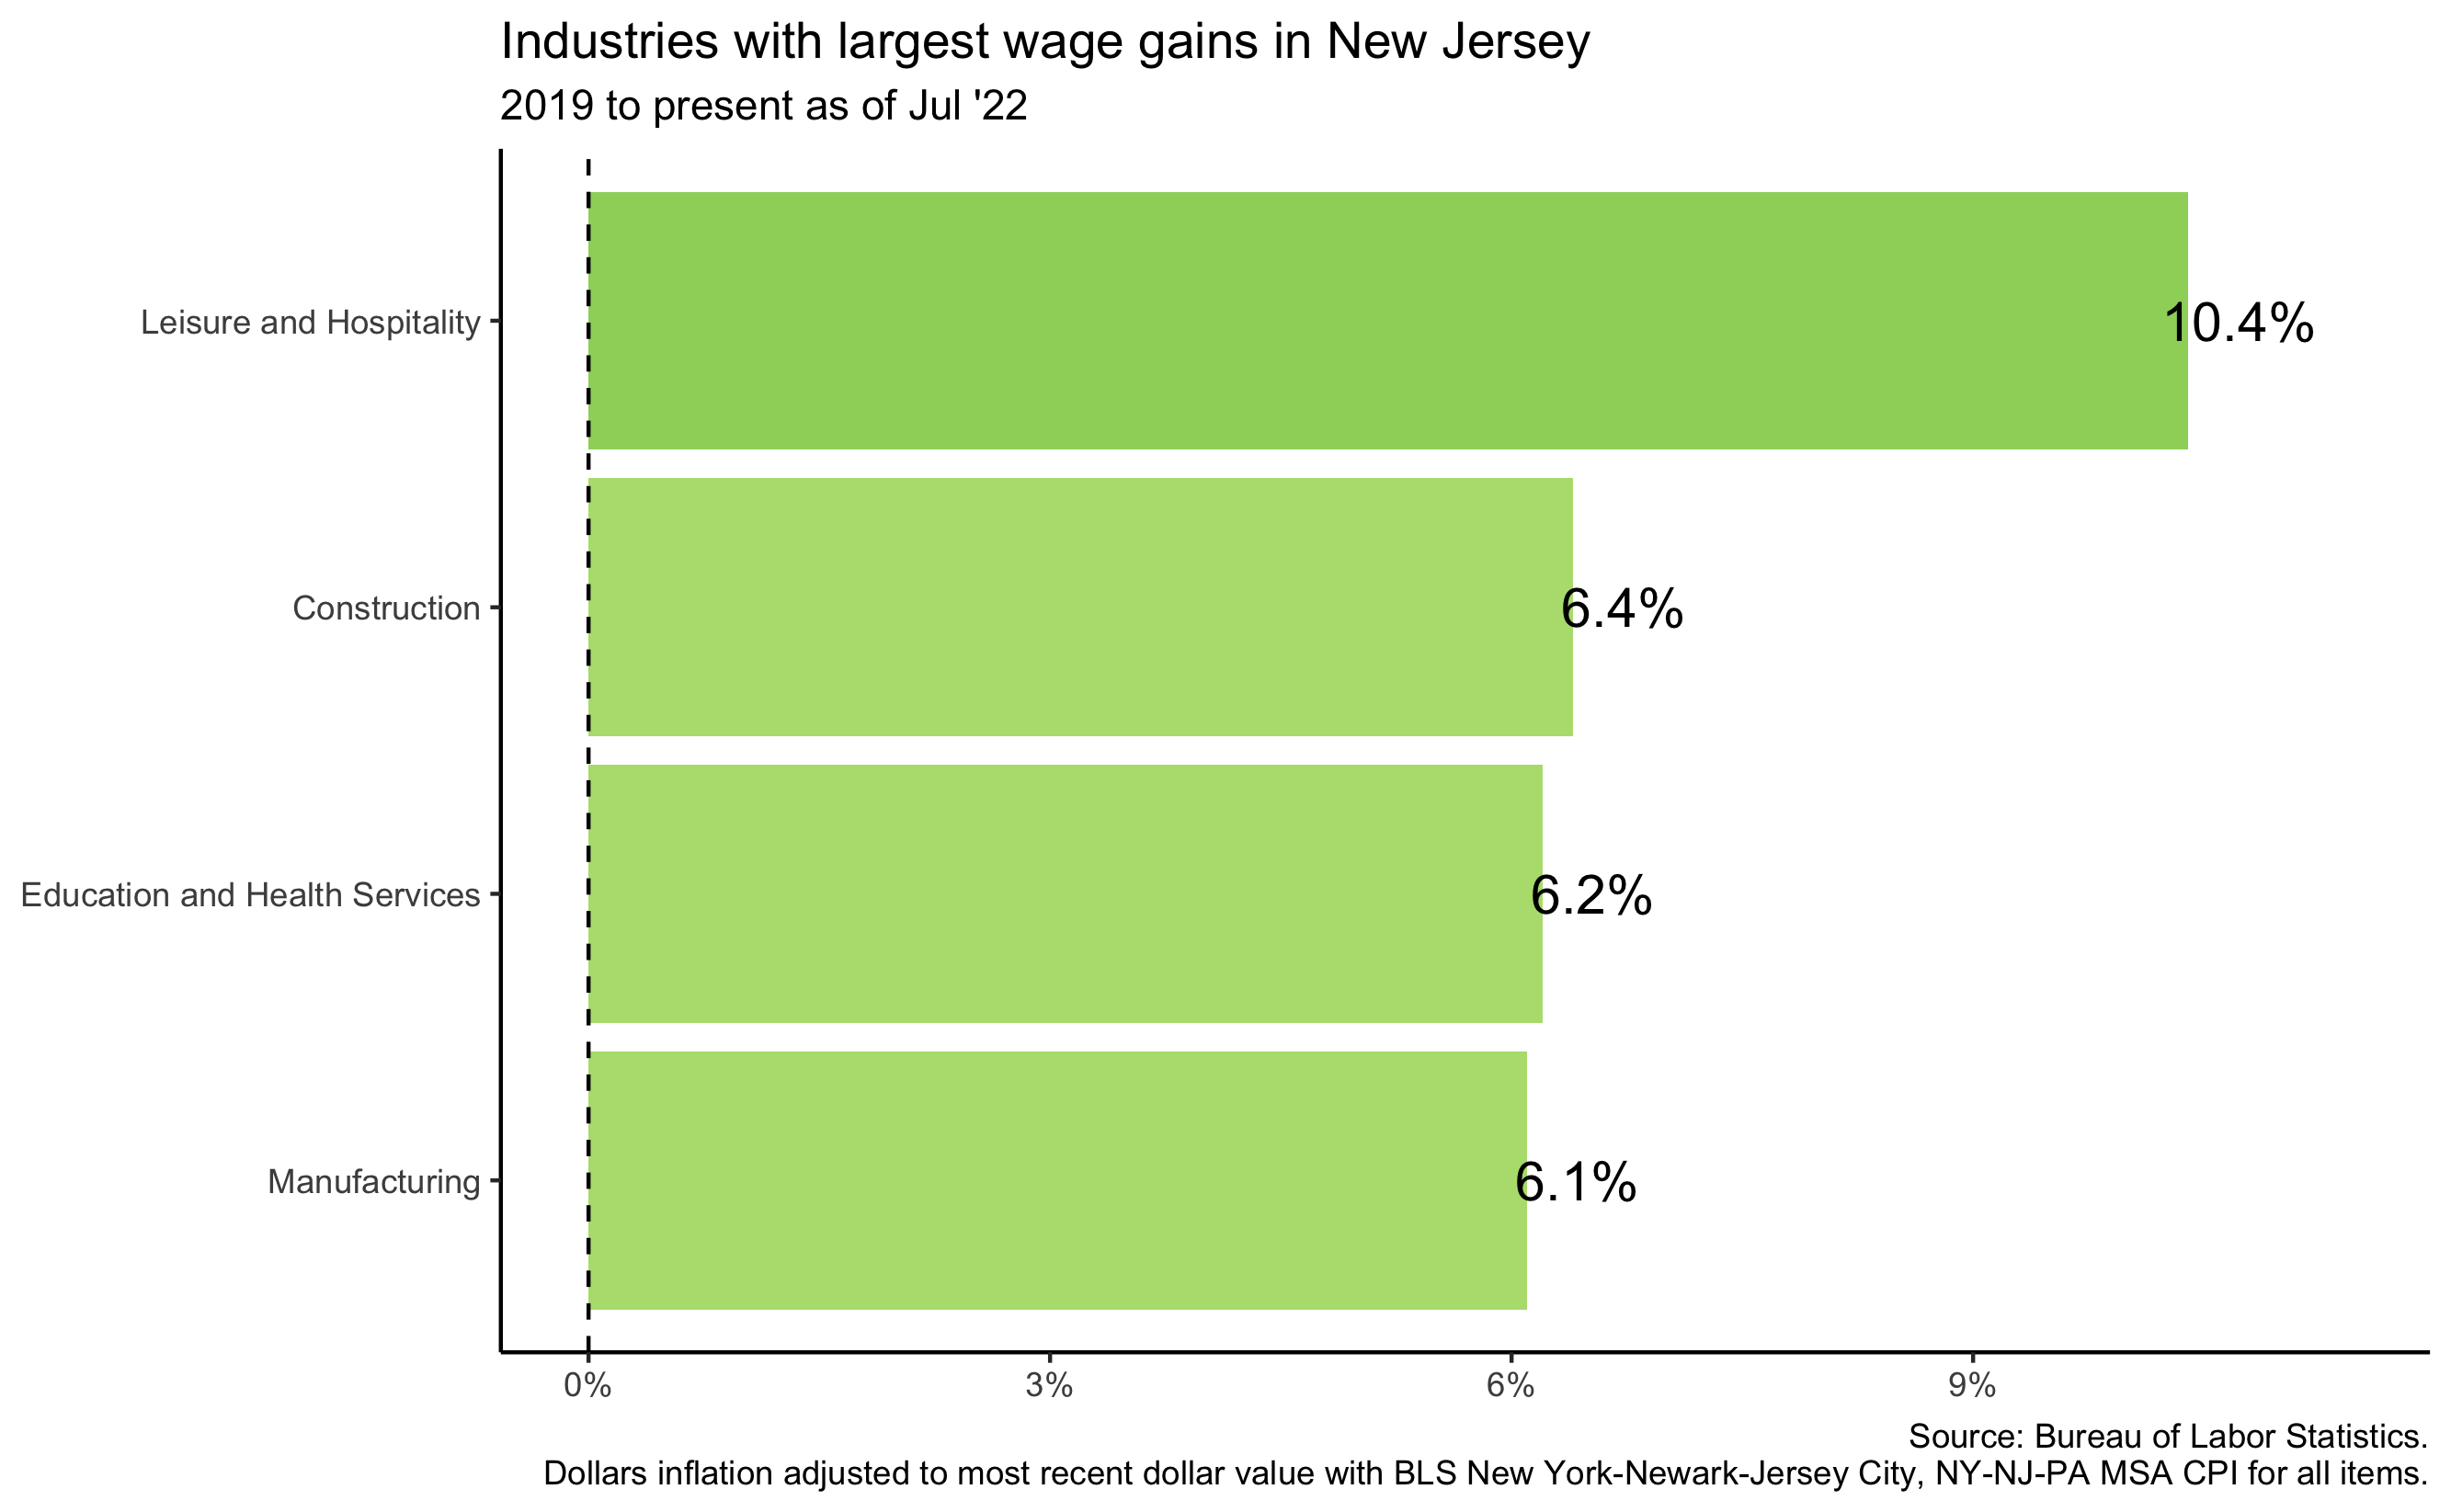 Industries with largest wage gains in New Jersey
2019 to present as of Jul '22
Leisure and Hospitality
10.4%
Construction
6.4%
Education and Health Services
6.2%
Manufacturing
6.1%
0% 3% 6% 9%
Source: Bureau of Labor Statistics.
Dollars inflation adjusted to most recent dollar value with BLS New York-Newark-Jersey City, NY-NJ-PA MSA CPI for all items.